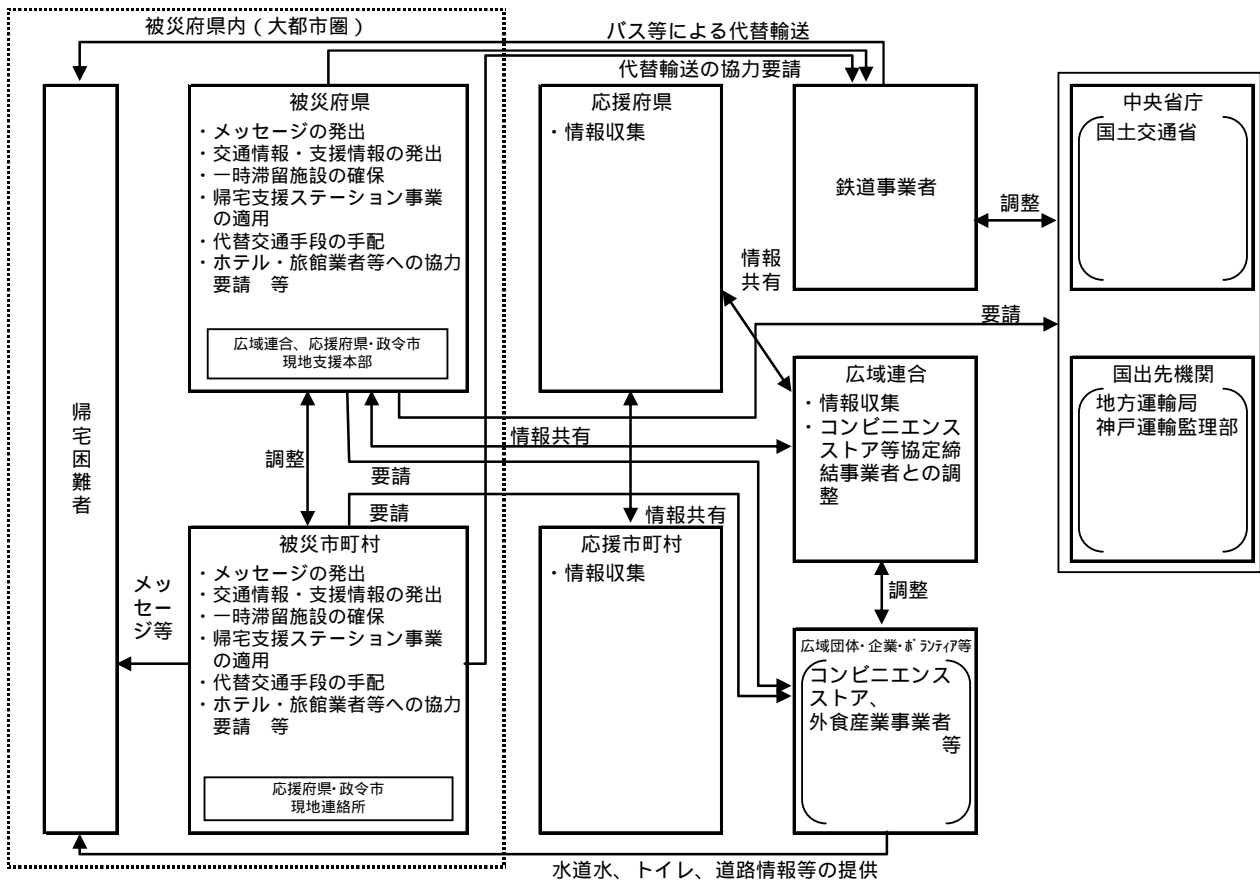 被災府県内(大都市圏)
バス等による代替輸送
代替輸送の協力要請
帰宅困難者
被災府県
・メッセージの発出
・交通情報・支援情報の発出
・一時滞留施設の確保
・帰宅支援ステーション事業
の適用
・代替交通手段の手配
・ホテル・旅館業者等への協力
要請 等
広域連合、応援府県・政令市
現地支援本部
応援府県
・情報収集
鉄道事業者
調整
中央省庁
国土交通省
情報
共有
要請
広域連合
・情報収集
・コンビニエンス
ストア等協定締
結事業者との調
整
国出先機関
地方運輸局
神戸運輸監理部
調整
情報共有
要請
要請
情報共有
被災市町村
・メッセージの発出
・交通情報・支援情報の発出
・一時滞留施設の確保
・帰宅支援ステーション事業
の適用
・代替交通手段の手配
・ホテル・旅館業者等への協力
要請 等
応援府県・政令市
現地連絡所
メッ
セー
ジ等
応援市町村
・情報収集
調整
広域団体・企業・ボランティア等
コンビニエンス
ストア、
外食産業事業者
等
水道水、トイレ、道路情報等の提供